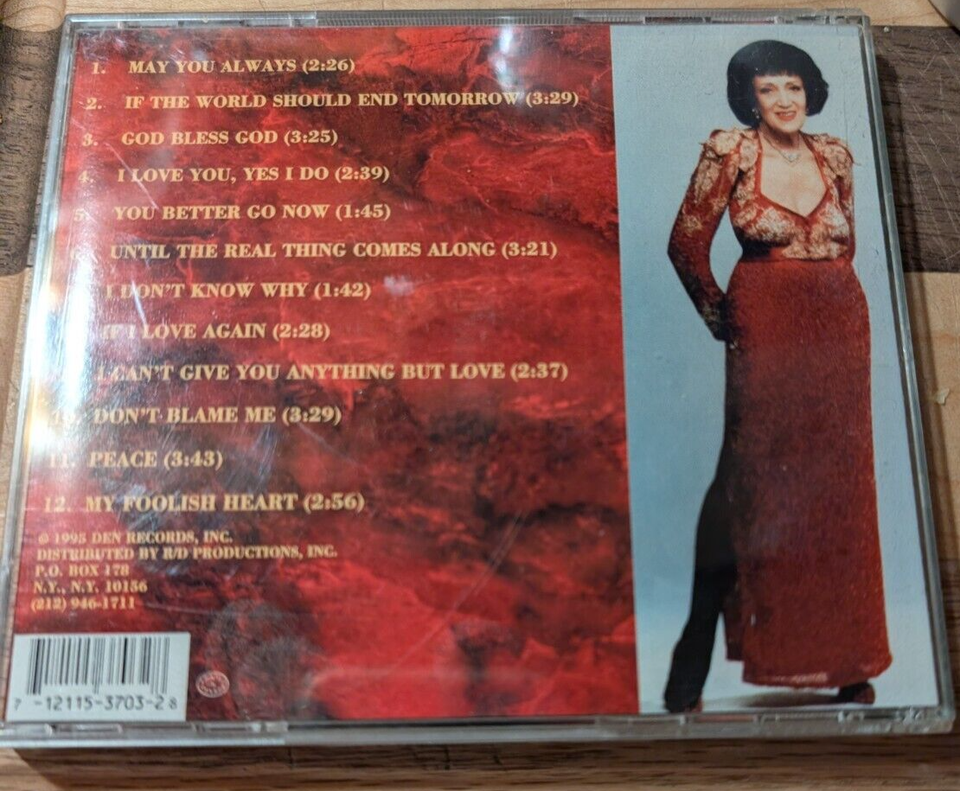 1. MAY YOU ALWAYS (2:26)
2. IF THE WORLD SHOULD END TOMORROW (3:29)
3. GOD BLESS GOD (3:25)
4. I LOVE YOU, YES I DO (2:39)
5. YOU BETTER GO NOW (1:45)
UNTIL THE REAL THING COMES ALONG (3:21)
I DON'T KNOW WHY (1:42)
IF I LOVE AGAIN (2:28)
I CAN'T GIVE YOU ANYTHING BUT LOVE (2:37)
10. DON'T BLAME ME (3:29)
11. PEACE (3:43)
12. MY FOOLISH HEART (2:56)
© 1995 DEN RECORDS, INC.
DISTRIBUTED BY R/D PRODUCTIONS, INC.
P.O. BOX 178
N.Y., N.Y. 10156
(212) 946-1711
7 -12115-3703-2 8